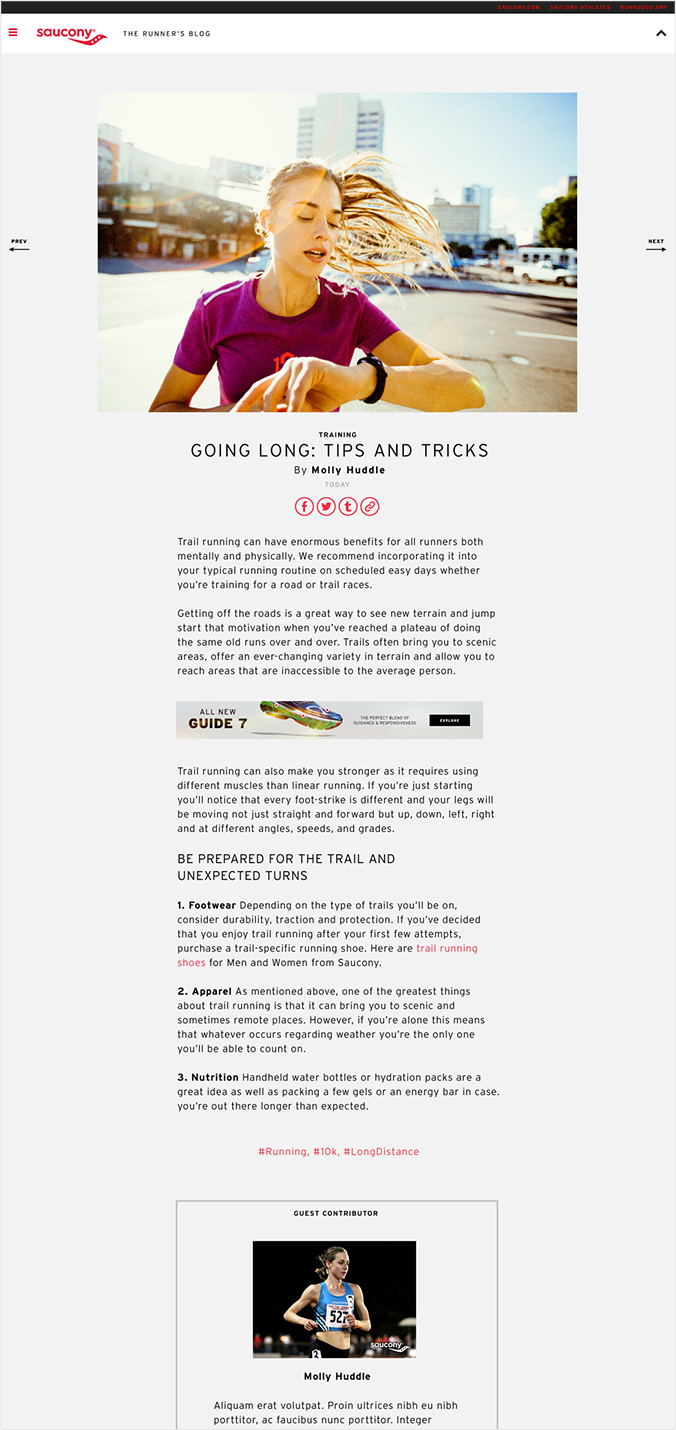 SAUCONY.COM SAUCONY ATHLETES RUN4GOOD APP
saucony® THE RUNNER'S BLOG
PREV
NEXT
10
TRAINING
GOING LONG: TIPS AND TRICKS
By Molly Huddle
TODAY
Trail running can have enormous benefits for all runners both
mentally and physically. We recommend incorporating it into
your typical running routine on scheduled easy days whether
you're training for a road or trail races.
Getting off the roads is a great way to see new terrain and jump
start that motivation when you've reached a plateau of doing
the same old runs over and over. Trails often bring you to scenic
areas, offer an ever-changing variety in terrain and allow you to
reach areas that are inaccessible to the average person.
ALL NEW
GUIDE 7
THE PERFECT BLEND OF
GUIDANCE & RESPONSIVENESS
EXPLORE
Trail running can also make you stronger as it requires using
different muscles than linear running. If you're just starting
you'll notice that every foot-strike is different and your legs will
be moving not just straight and forward but up, down, left, right
and at different angles, speeds, and grades.
BE PREPARED FOR THE TRAIL AND
UNEXPECTED TURNS
1. Footwear Depending on the type of trails you'll be on,
consider durability, traction and protection. If you've decided
that you enjoy trail running after your first few attempts,
purchase a trail-specific running shoe. Here are trail running
shoes for Men and Women from Saucony.
2. Apparel As mentioned above, one of the greatest things
about trail running is that it can bring you to scenic and
sometimes remote places. However, if you're alone this means
that whatever occurs regarding weather you're the only one
you'll be able to count on.
3. Nutrition Handheld water bottles or hydration packs are a
great idea as well as packing a few gels or an energy bar in case.
you're out there longer than expected.
#Running, #10k, #LongDistance
GUEST CONTRIBUTOR
527
2
saucony
Molly Huddle
Aliquam erat volutpat. Proin ultrices nibh eu nibh
porttitor, ac faucibus nunc porttitor. Integer